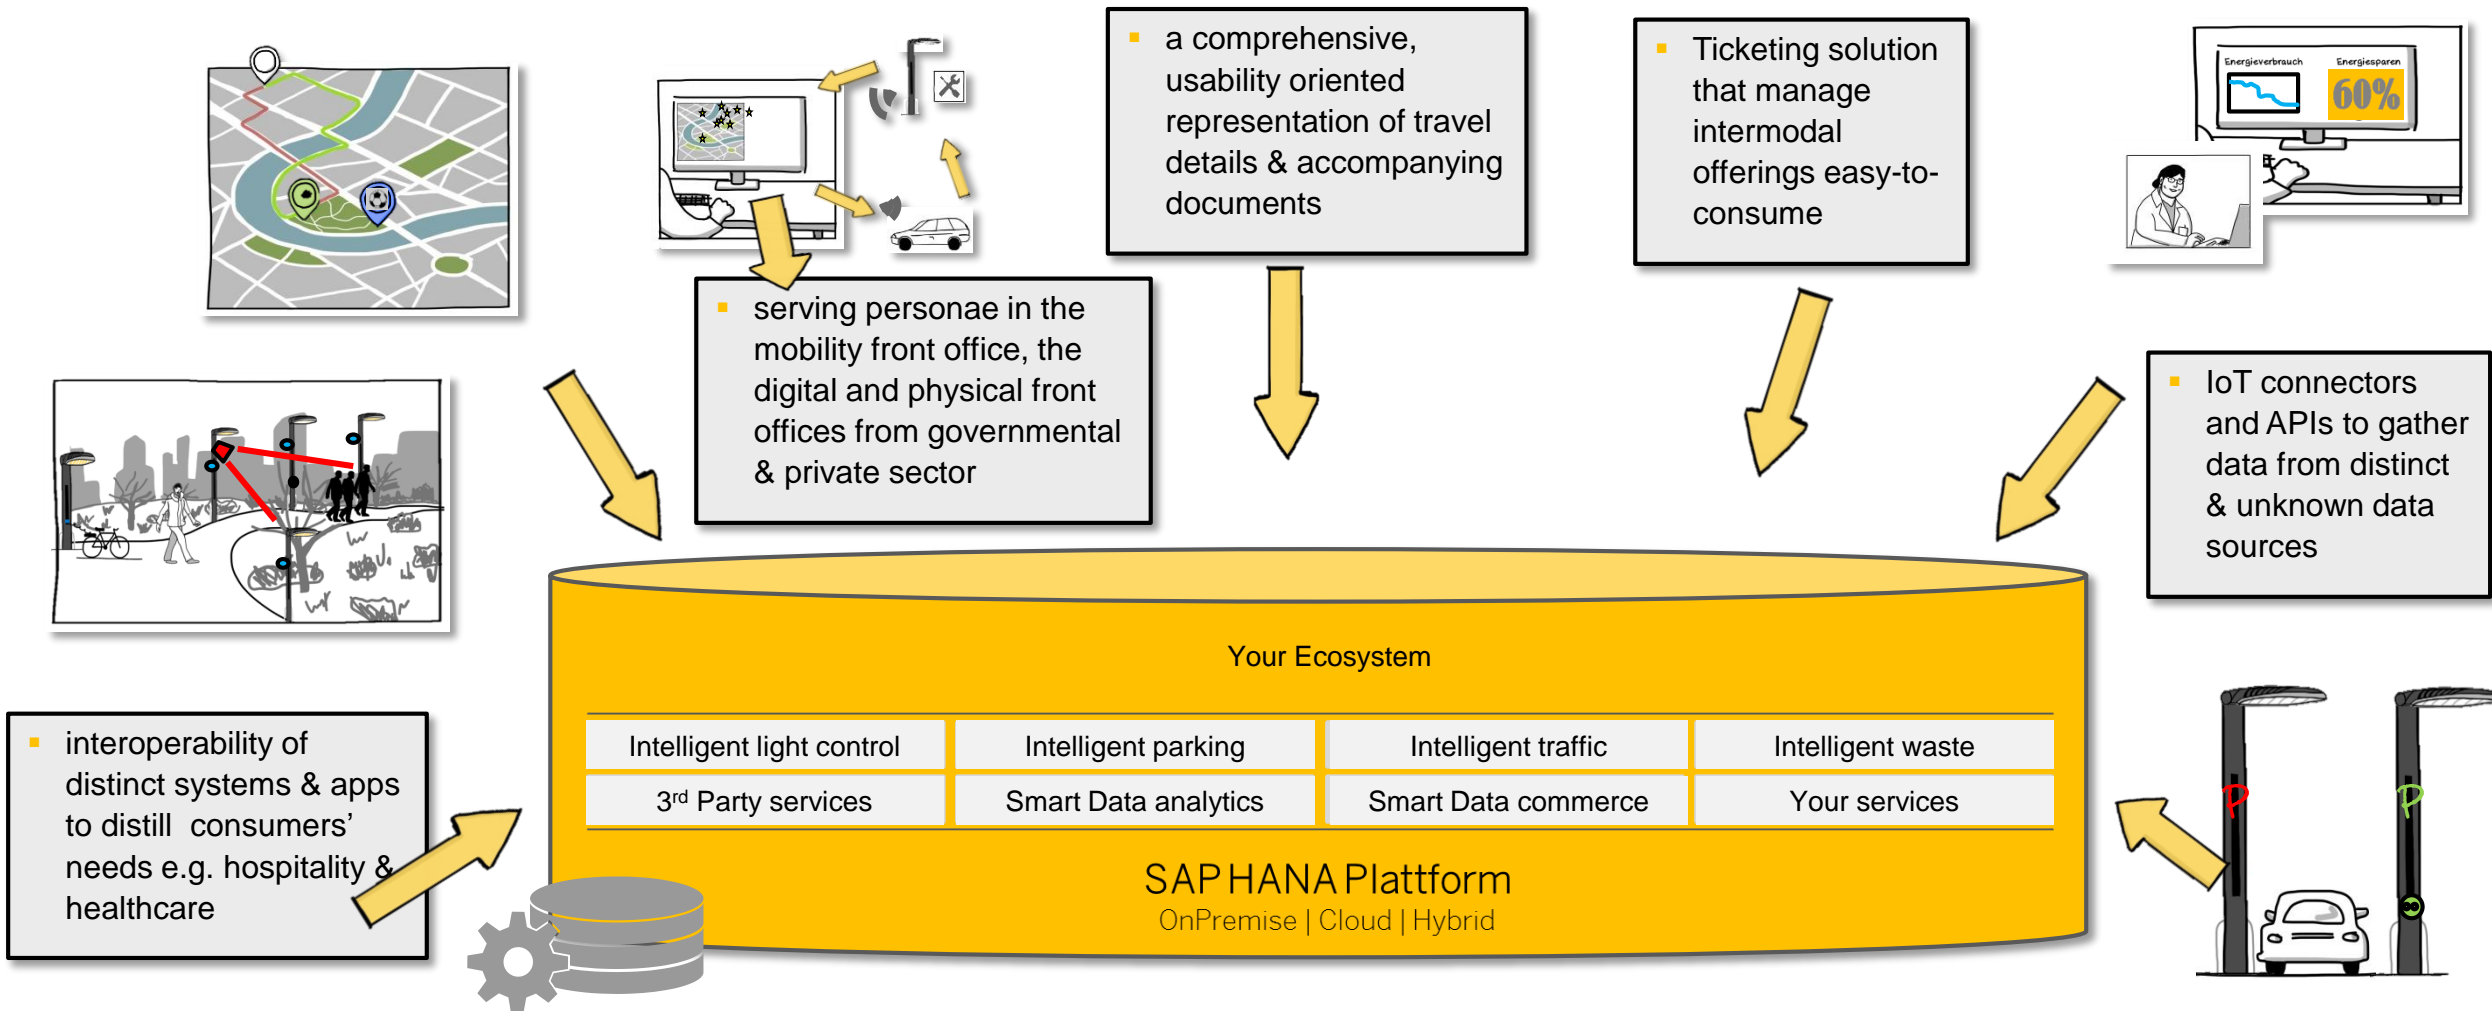 a comprehensive,
usability oriented
representation of travel
details & accompanying
documents
Ticketing solution
that manage
intermodal
offerings easy-to-
consume
Energieverbrauch
Energiesparen
60%
serving personae in the
mobility front office, the
digital and physical front
offices from governmental
& private sector
IoT connectors
and APIs to gather
data from distinct
& unknown data
sources
Your Ecosystem
Intelligent light control
Intelligent parking
Intelligent traffic
Intelligent waste
3rd Party services
Smart Data analytics
Smart Data commerce
Your services
SAP HANA Plattform
OnPremise | Cloud | Hybrid
interoperability of
distinct systems & apps
to distill  consumers’
needs e.g. hospitality &
healthcare
P
P